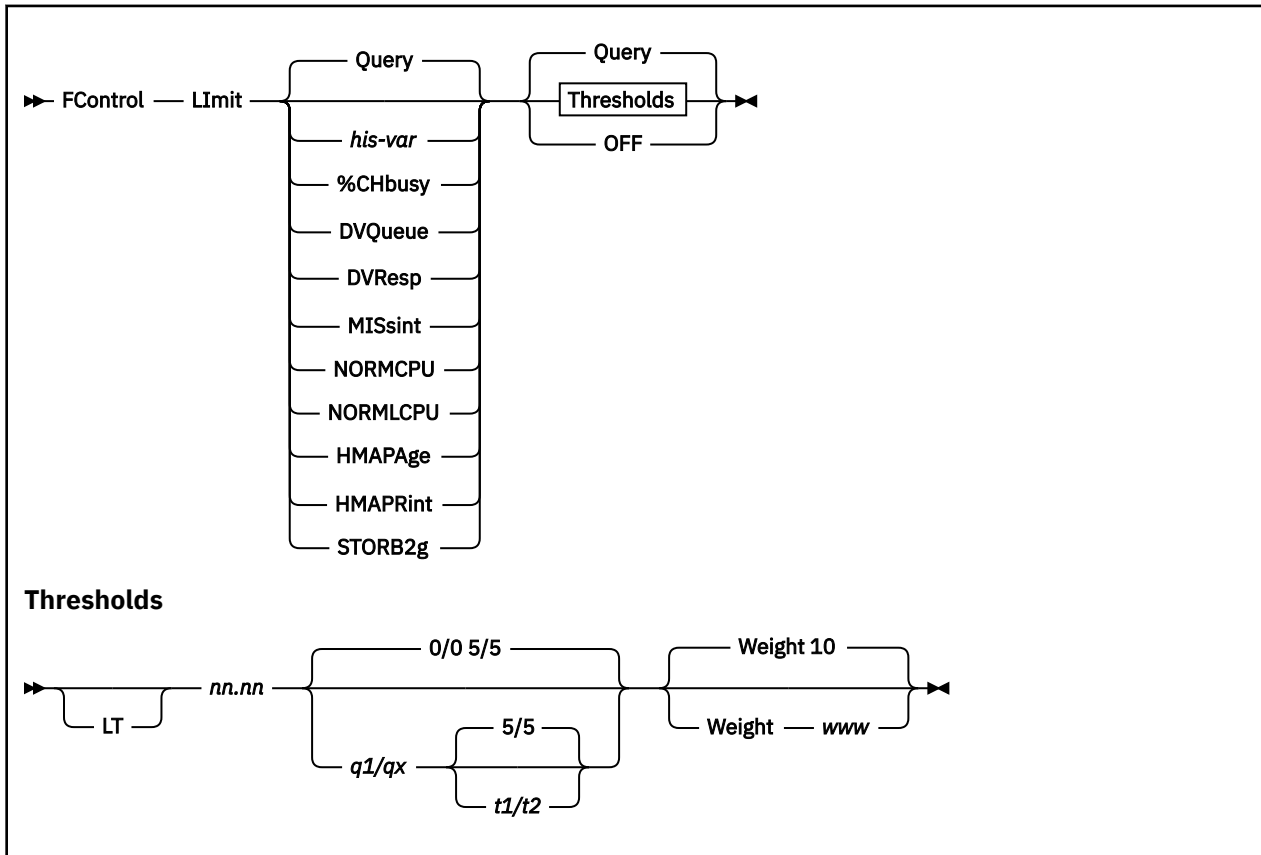 Query Query
FControl LImit Thresholds
his-var OFF
%CHbusy
DVQueue
DVResp
MISsint
NORMCPU
NORMLCPU
HMAPAge
HMAPRint
STORB2g
Thresholds
0/0 5/5 Weight 10
nn.nn
LT 5/5 Weight www
q1/qx
t1/t2